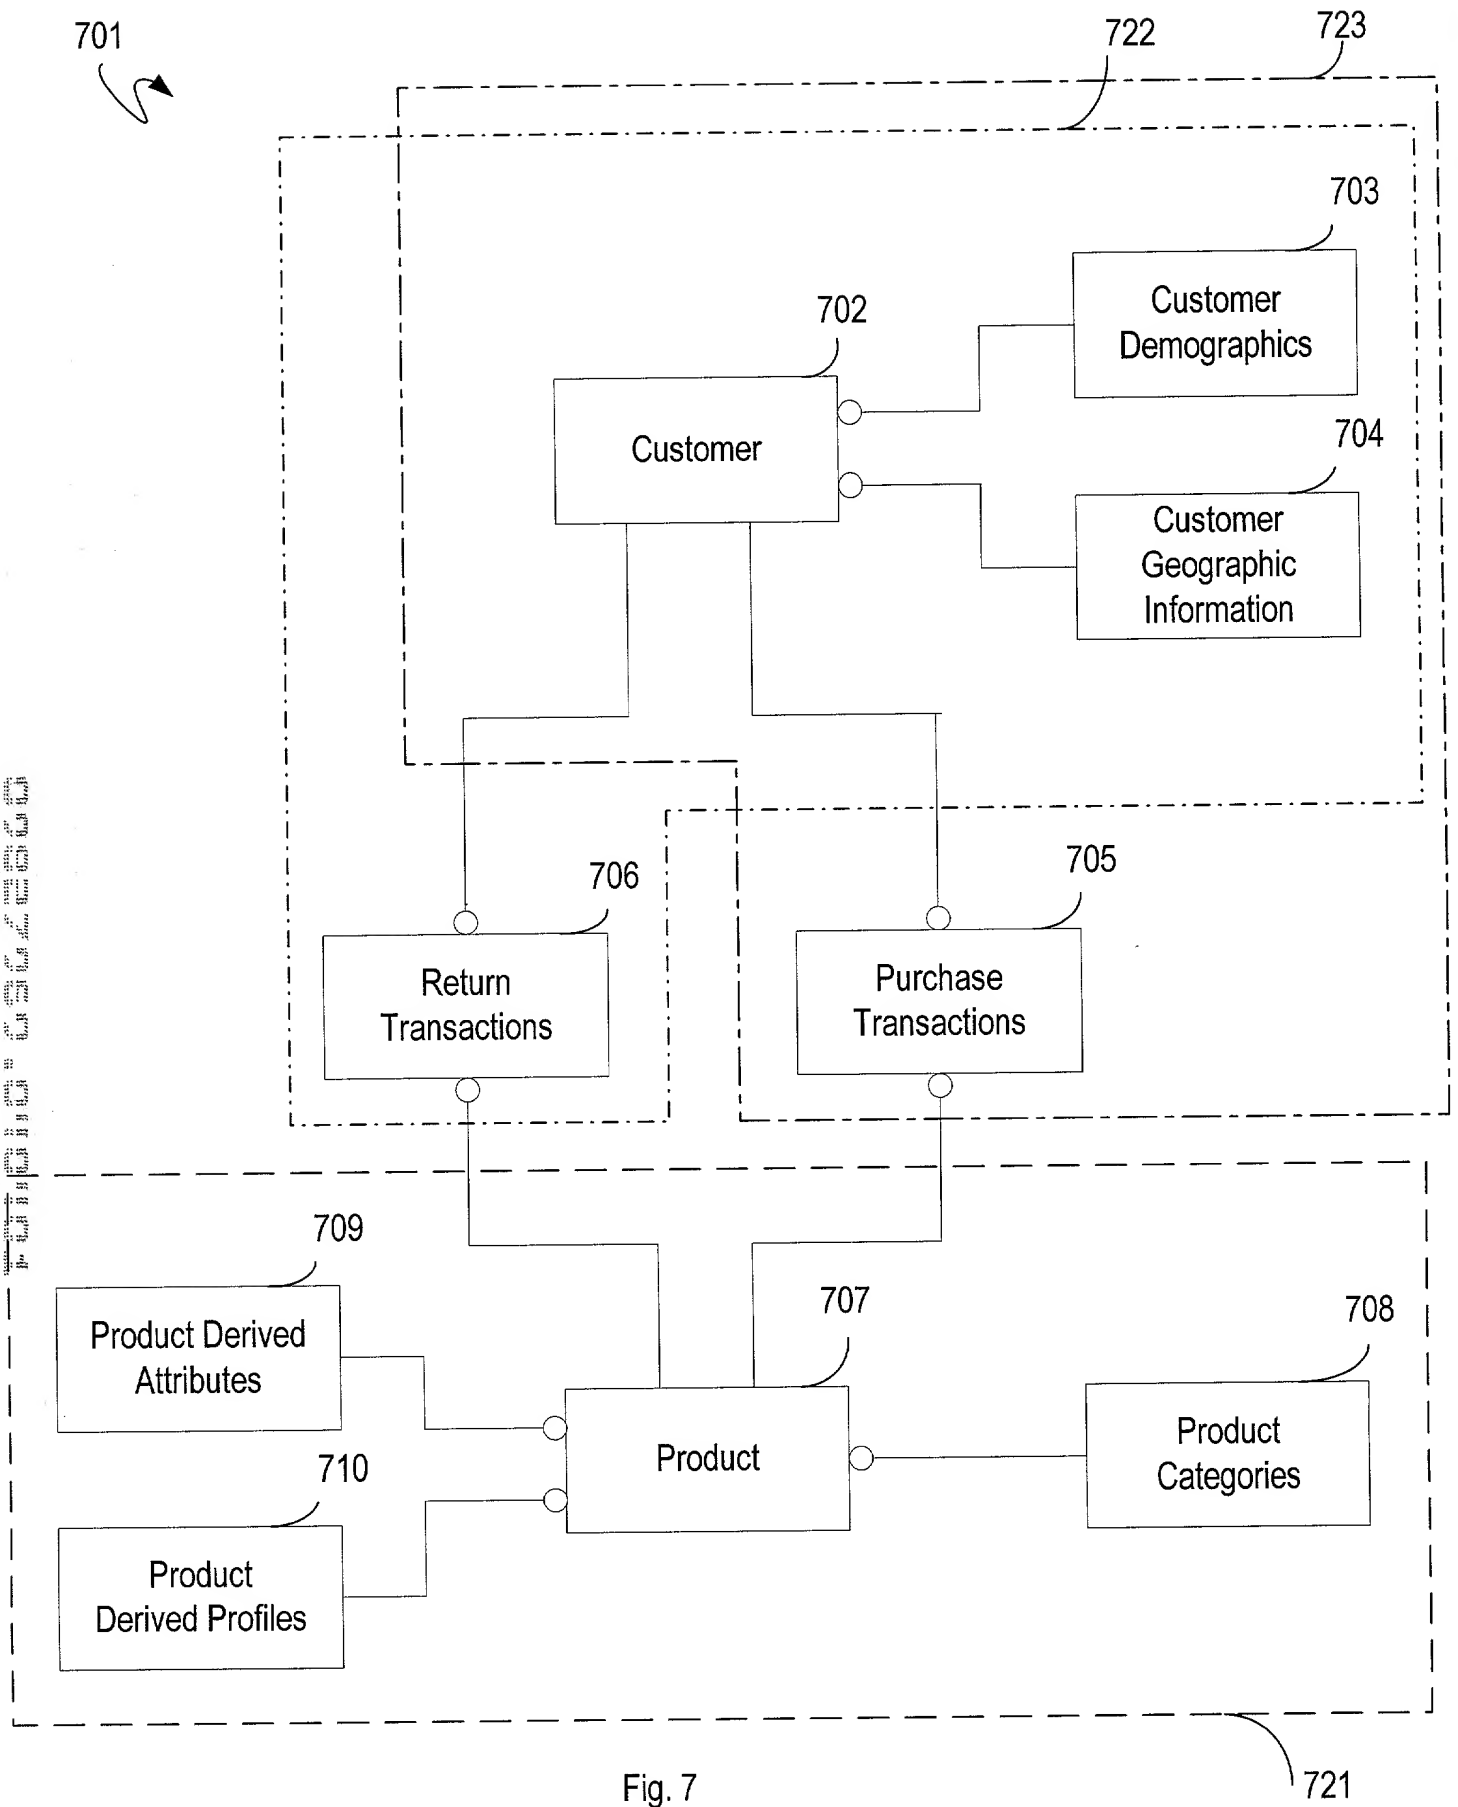 701
722
723
703
Customer
Demographics
702
Customer
704
Customer
Geographic
Information
706
Return
Transactions
705
Purchase
Transactions
709
Product Derived
Attributes
707
Product
708
Product
Categories
710
Product
Derived Profiles
721
Fig. 7